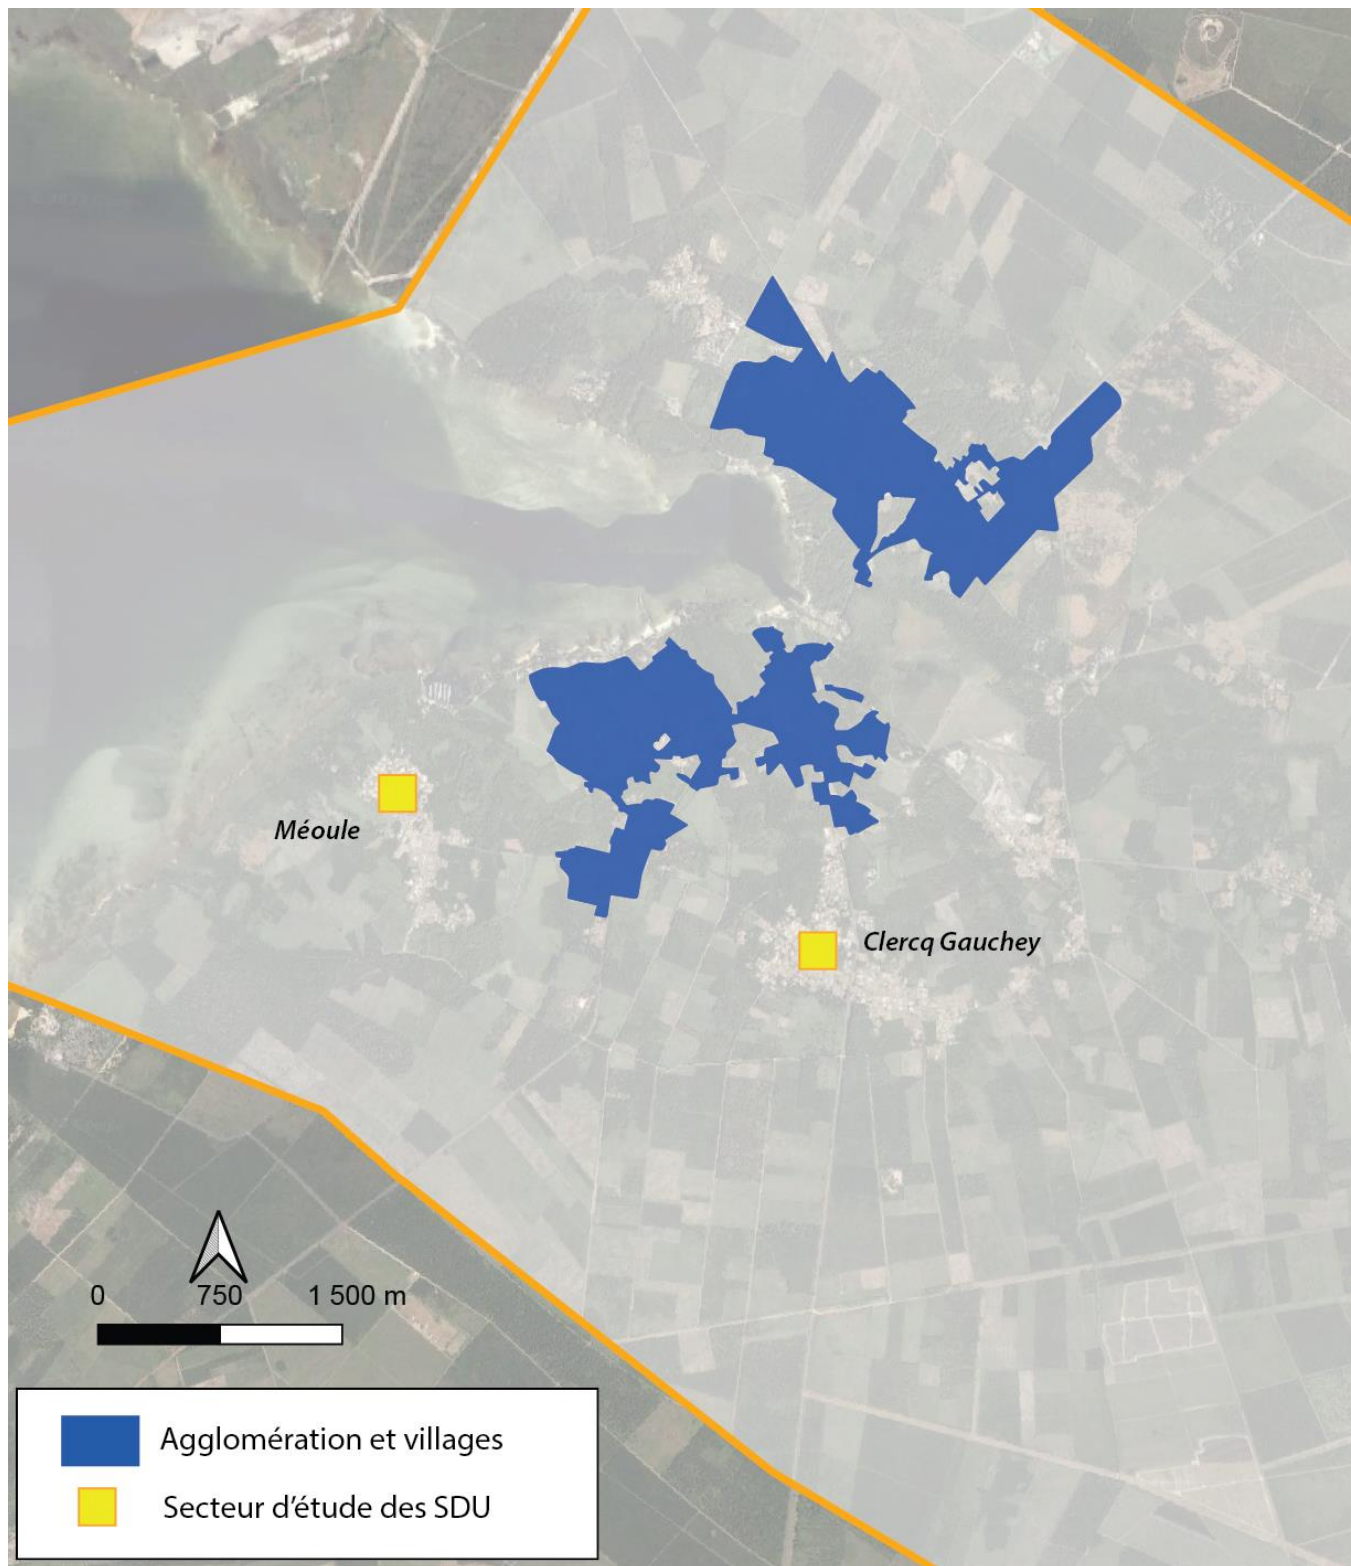 Méoule
Clercq Gauchey
0 750 1 500 m
Agglomération et villages
Secteur d'étude des SDU